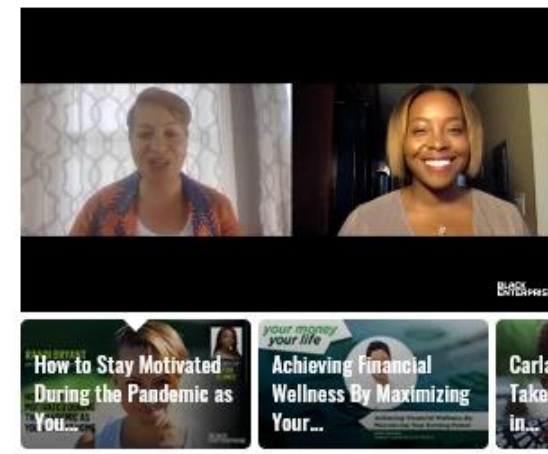 BLACK
ENTERPRISE
How to Stay Motivated
During the Pandemic as
You...
your money
your life
Achieving Financial
Wellness By Maximizing
Your...
Carla
Take
in...